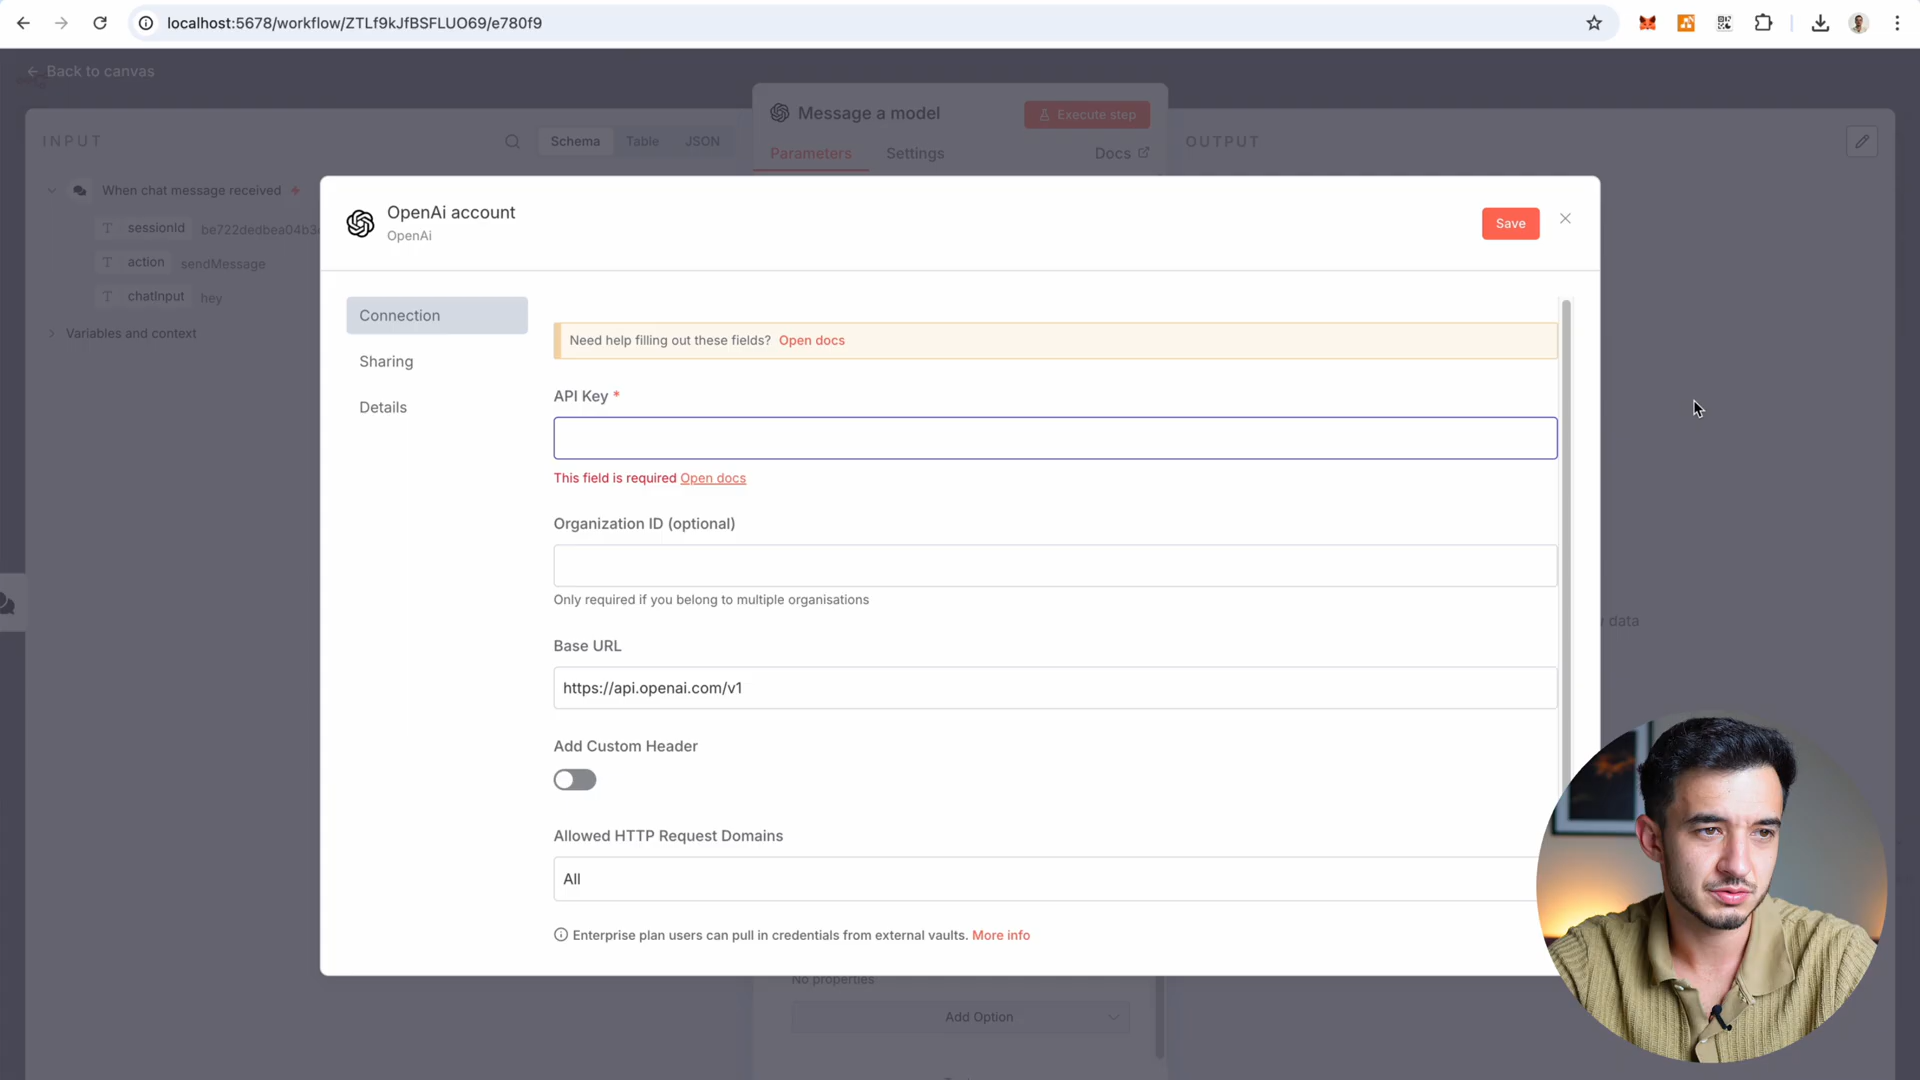 localhost:5678/workflow/ZTLf9kJfBSFLUO69/e780f9
Back to canvas
INPUT
Schema
Table
JSON
Message a model
Execute step
Parameters
Settings
Docs
OUTPUT
When chat message received
T sessionId
T action sendMessage
T chatInput hey
Variables and context
OpenAi account
OpenAi
Save
Connection
Sharing
Details
Need help filling out these fields? Open docs
API Key *
This field is required Open docs
Organization ID (optional)
Only required if you belong to multiple organisations
Base URL
https://api.openai.com/v1
Add Custom Header
Allowed HTTP Request Domains
All
Enterprise plan users can pull in credentials from external vaults. More info
No properties
Add Option
data